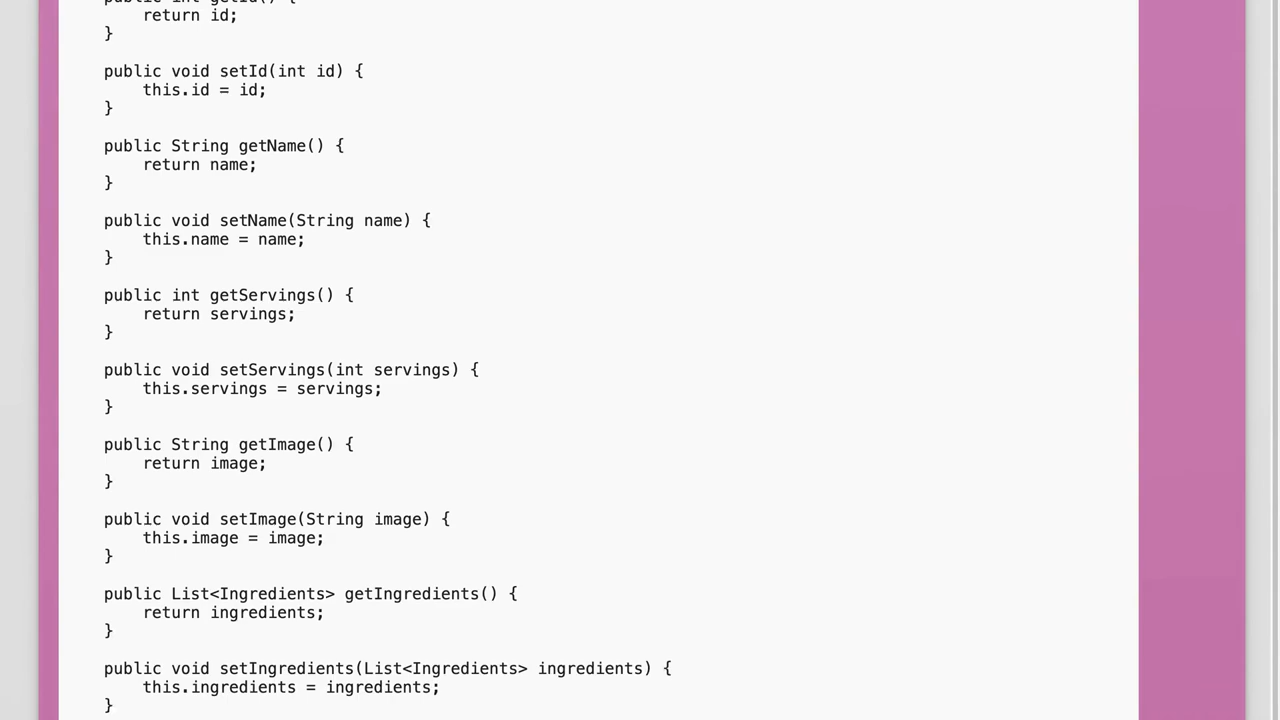 public int getId() {
    return id;
}
public void setId(int id) {
    this.id = id;
}
public String getName() {
    return name;
}
public void setName(String name) {
    this.name = name;
}
public int getServings() {
    return servings;
}
public void setServings(int servings) {
    this.servings = servings;
}
public String getImage() {
    return image;
}
public void setImage(String image) {
    this.image = image;
}
public List<Ingredients> getIngredients() {
    return ingredients;
}
public void setIngredients(List<Ingredients> ingredients) {
    this.ingredients = ingredients;
}